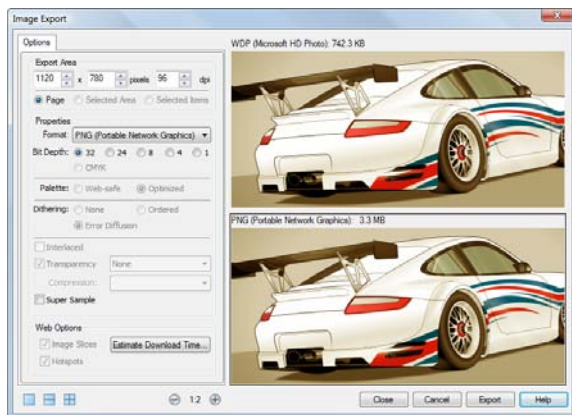 Image Export
Options
Export Area
1120 x 780 pixels 96 dpi
Page Selected Area Selected Items
Properties
Format: PNG (Portable Network Graphics)
Bit Depth: 32 24 8 4 1
CMYK
Palette: Web-safe Optimized
Dithering: None Ordered
Error Diffusion
Interlaced
Transparency None
Compression:
Super Sample
Web Options
Image Slices Estimate Download Time...
Hotspots
WDP (Microsoft HD Photo): 742.3 KB
PNG (Portable Network Graphics): 3.3 MB
1:2 Close Cancel Export Help